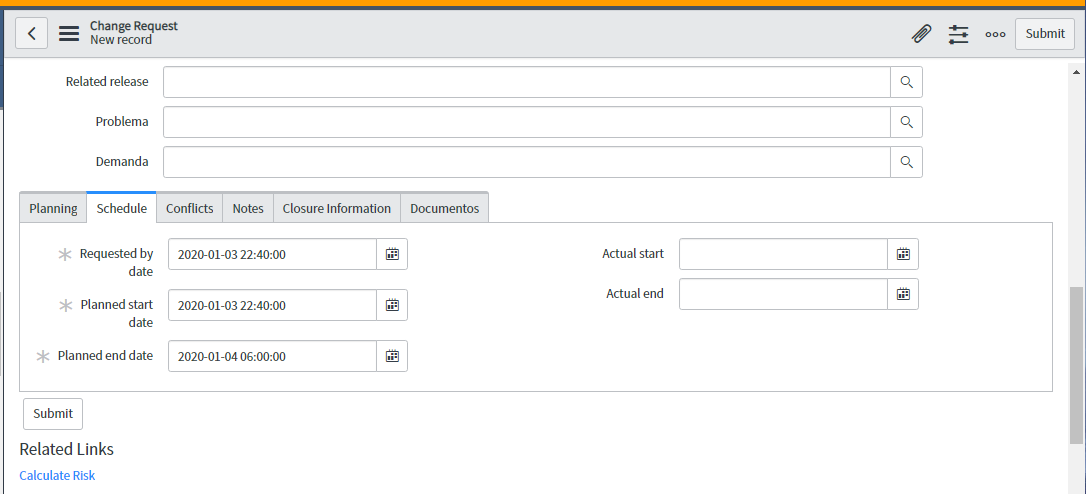 Change Request
New record
Submit
Related release
Problema
Demanda
Planning Schedule Conflicts Notes Closure Information Documentos
Requested by date 2020-01-03 22:40:00 Actual start
Planned start date 2020-01-03 22:40:00 Actual end
Planned end date 2020-01-04 06:00:00
Submit
Related Links
Calculate Risk